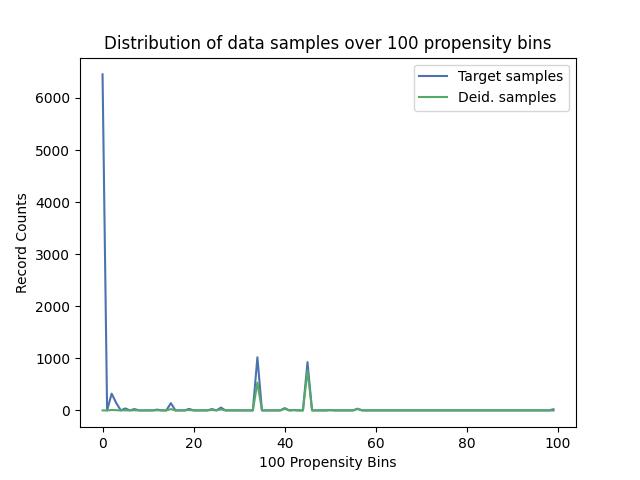 Distribution of data samples over 100 propensity bins
Target samples
Deid. samples
6000
5000
4000
3000
2000
1000
0
Record Counts
0 20 40 60 80 100
100 Propensity Bins